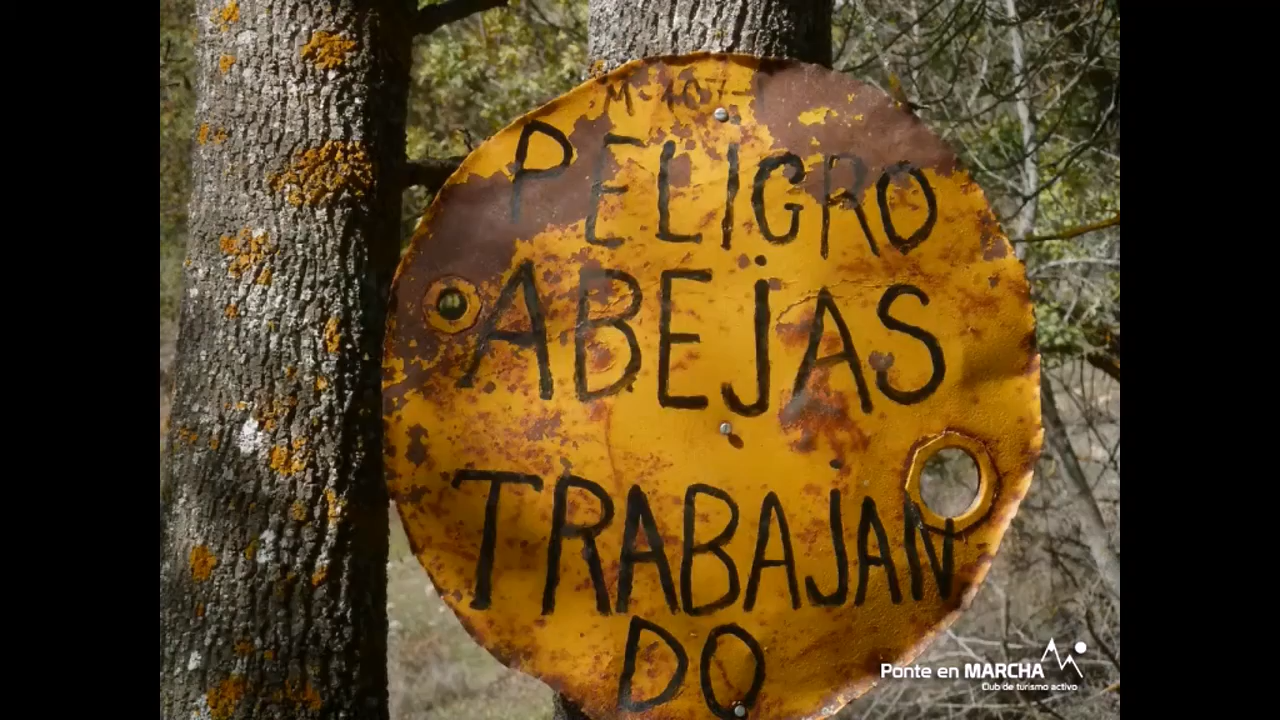 PELIGRO
ABEJAS
TRABAJAN
DO
Ponte en MARCHA
Club de turismo activo